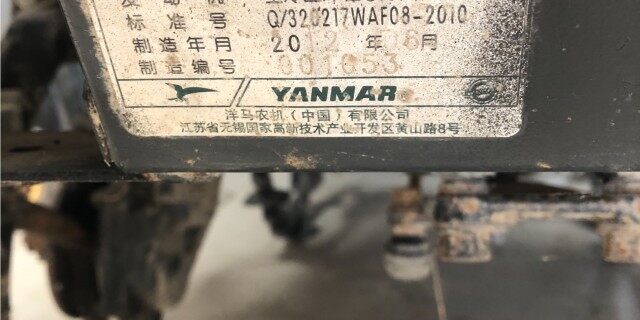 标准号 Q/320217WAF08-2010
制造年月 2012 年 月
制造编号 001053
YANMAR
洋马农机（中国）有限公司
江苏省无锡国家高新技术产业开发区黄山路8号